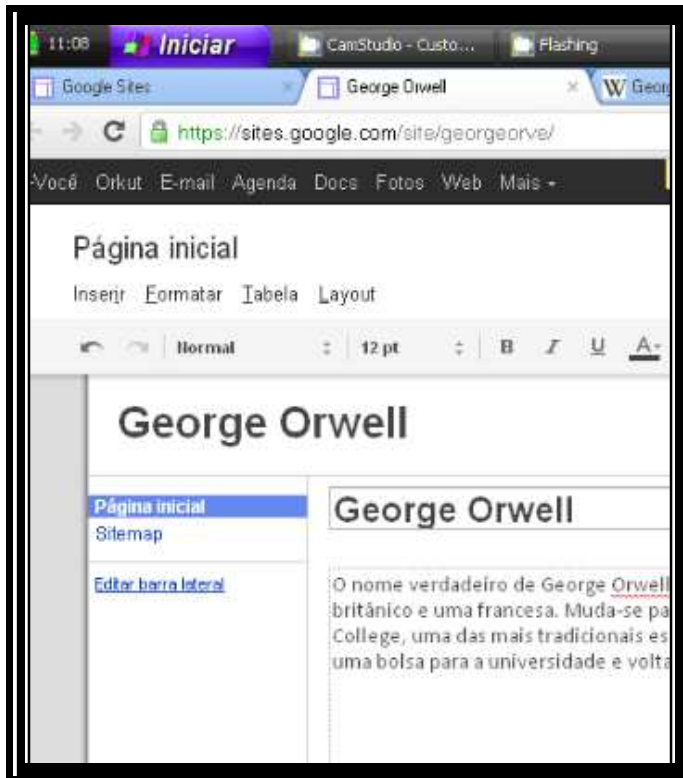 11:08 Iniciar CamStudio - Custo... Flashing
Google Sites George Orwell W Geor
https://sites.google.com/site/georgeorve/
-Você Orkut E-mail Agenda Docs Fotos Web Mais
Página inicial
Inserir Formatar Tabela Layout
Normal 12 pt B I U A
George Orwell
Página inicial
Sitemap
Editar barra lateral
George Orwell
O nome verdadeiro de George Orwell
britânico e uma francesa. Muda-se pa
College, uma das mais tradicionais es
uma bolsa para a universidade e volta